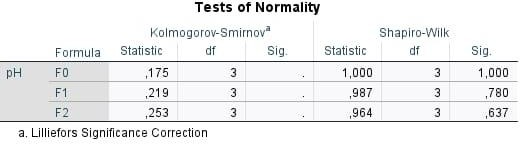 Tests of Normality
Kolmogorov-Smirnov^a Shapiro-Wilk
Formula Statistic df Sig. Statistic df Sig.
pH F0 ,175 3 . 1,000 3 1,000
F1 ,219 3 . ,987 3 ,780
F2 ,253 3 . ,964 3 ,637
a. Lilliefors Significance Correction